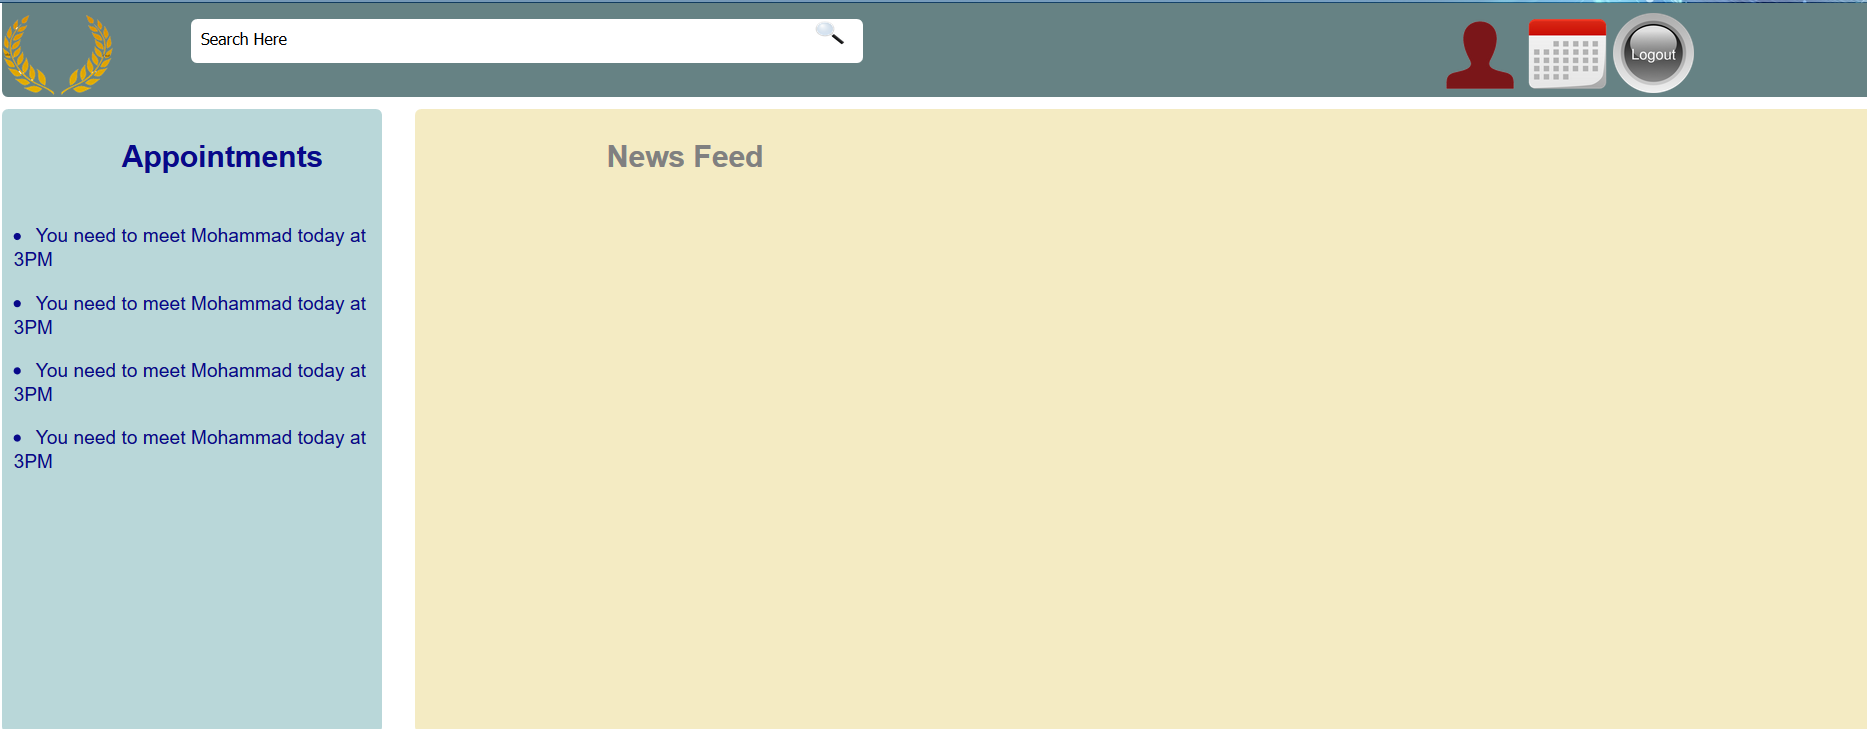 Search Here
Logout
Appointments
• You need to meet Mohammad today at
3PM
• You need to meet Mohammad today at
3PM
• You need to meet Mohammad today at
3PM
• You need to meet Mohammad today at
3PM
News Feed